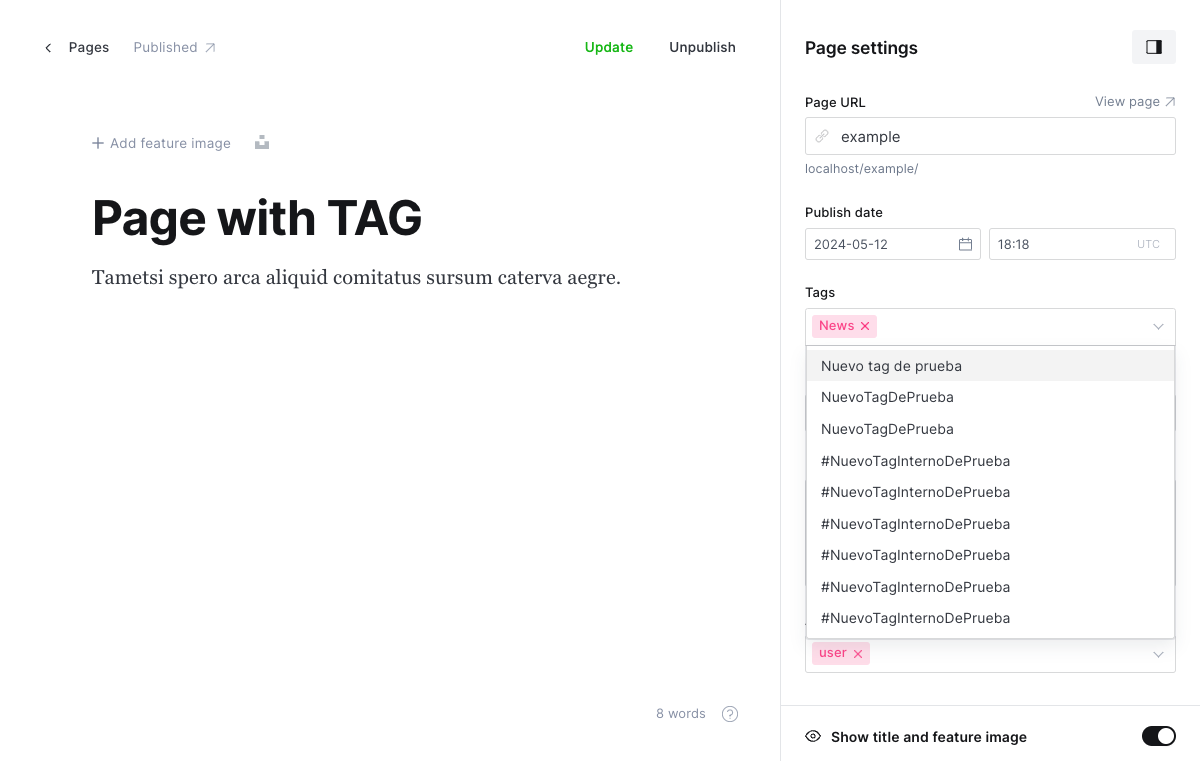 Pages
Published
Update
Unpublish
Add feature image
Page with TAG
Tametsi spero arca aliquid comitatus sursum caterva aegre.
8 words
?
Page settings
Page URL
View page
example
localhost/example/
Publish date
2024-05-12
18:18
UTC
Tags
News
Nuevo tag de prueba
NuevoTagDePrueba
NuevoTagDePrueba
#NuevoTagInternoDePrueba
#NuevoTagInternoDePrueba
#NuevoTagInternoDePrueba
#NuevoTagInternoDePrueba
#NuevoTagInternoDePrueba
#NuevoTagInternoDePrueba
user
Show title and feature image